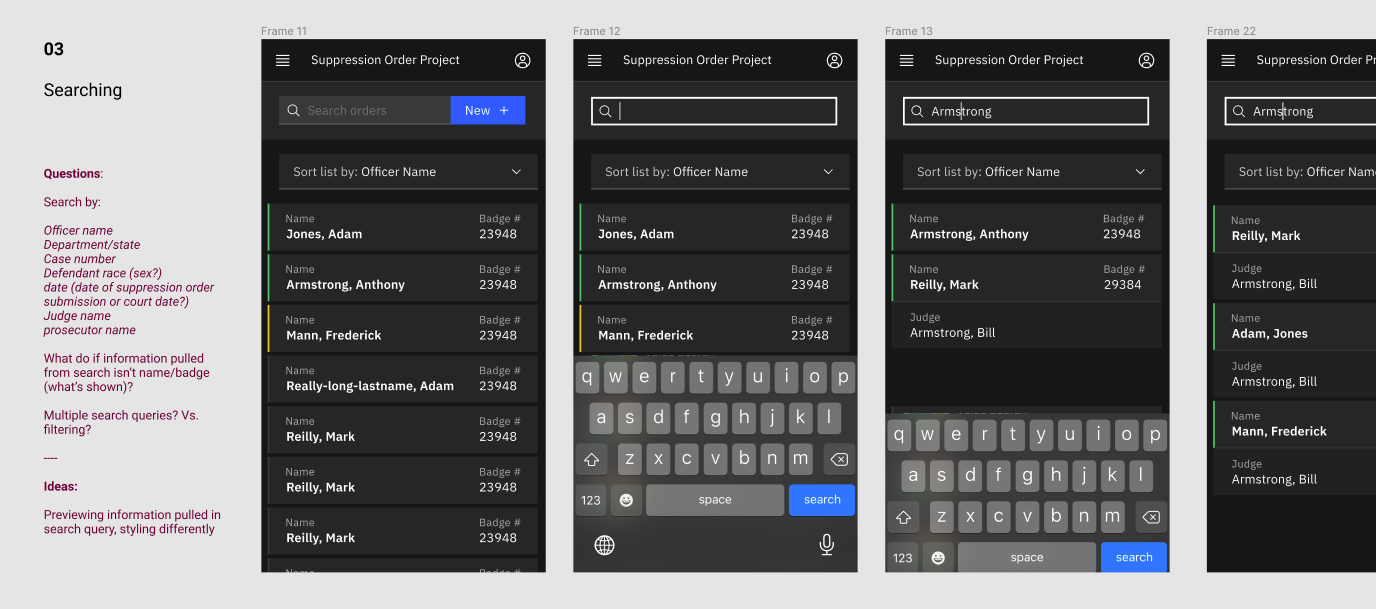 03
Searching
Questions:
Search by:
Officer name
Department/state
Case number
Defendant race (sex?)
date (date of suppression order
submission or court date?)
Judge name
prosecutor name
What do if information pulled
from search isn't name/badge
(what's shown)?
Multiple search queries? Vs.
filtering?
----
Ideas:
Previewing information pulled in
search query, styling differently
Frame 11
Suppression Order Project
Search orders
New +
Sort list by: Officer Name
Name Badge #
Jones, Adam 23948
Name Badge #
Armstrong, Anthony 23948
Name Badge #
Mann, Frederick 23948
Name Badge #
Really-long-lastname, Adam 23948
Name Badge #
Reilly, Mark 23948
Name Badge #
Reilly, Mark 23948
Name Badge #
Reilly, Mark 23948
Name Badge #
Frame 12
Suppression Order Project
Sort list by: Officer Name
Name Badge #
Jones, Adam 23948
Name Badge #
Armstrong, Anthony 23948
Name Badge #
Mann, Frederick 23948
q w e r t y u i o p
a s d f g h j k l
z x c v b n m
123 space search
Frame 13
Suppression Order Project
Armstrong
Sort list by: Officer Name
Name Badge #
Armstrong, Anthony 23948
Name Badge #
Reilly, Mark 29384
Judge
Armstrong, Bill
q w e r t y u i o p
a s d f g h j k l
z x c v b n m
123 space search
Frame 22
Suppression Order Pr
Armstrong
Sort list by: Officer Nam
Name
Reilly, Mark
Judge
Armstrong, Bill
Name
Adam, Jones
Judge
Armstrong, Bill
Name
Mann, Frederick
Judge
Armstrong, Bill